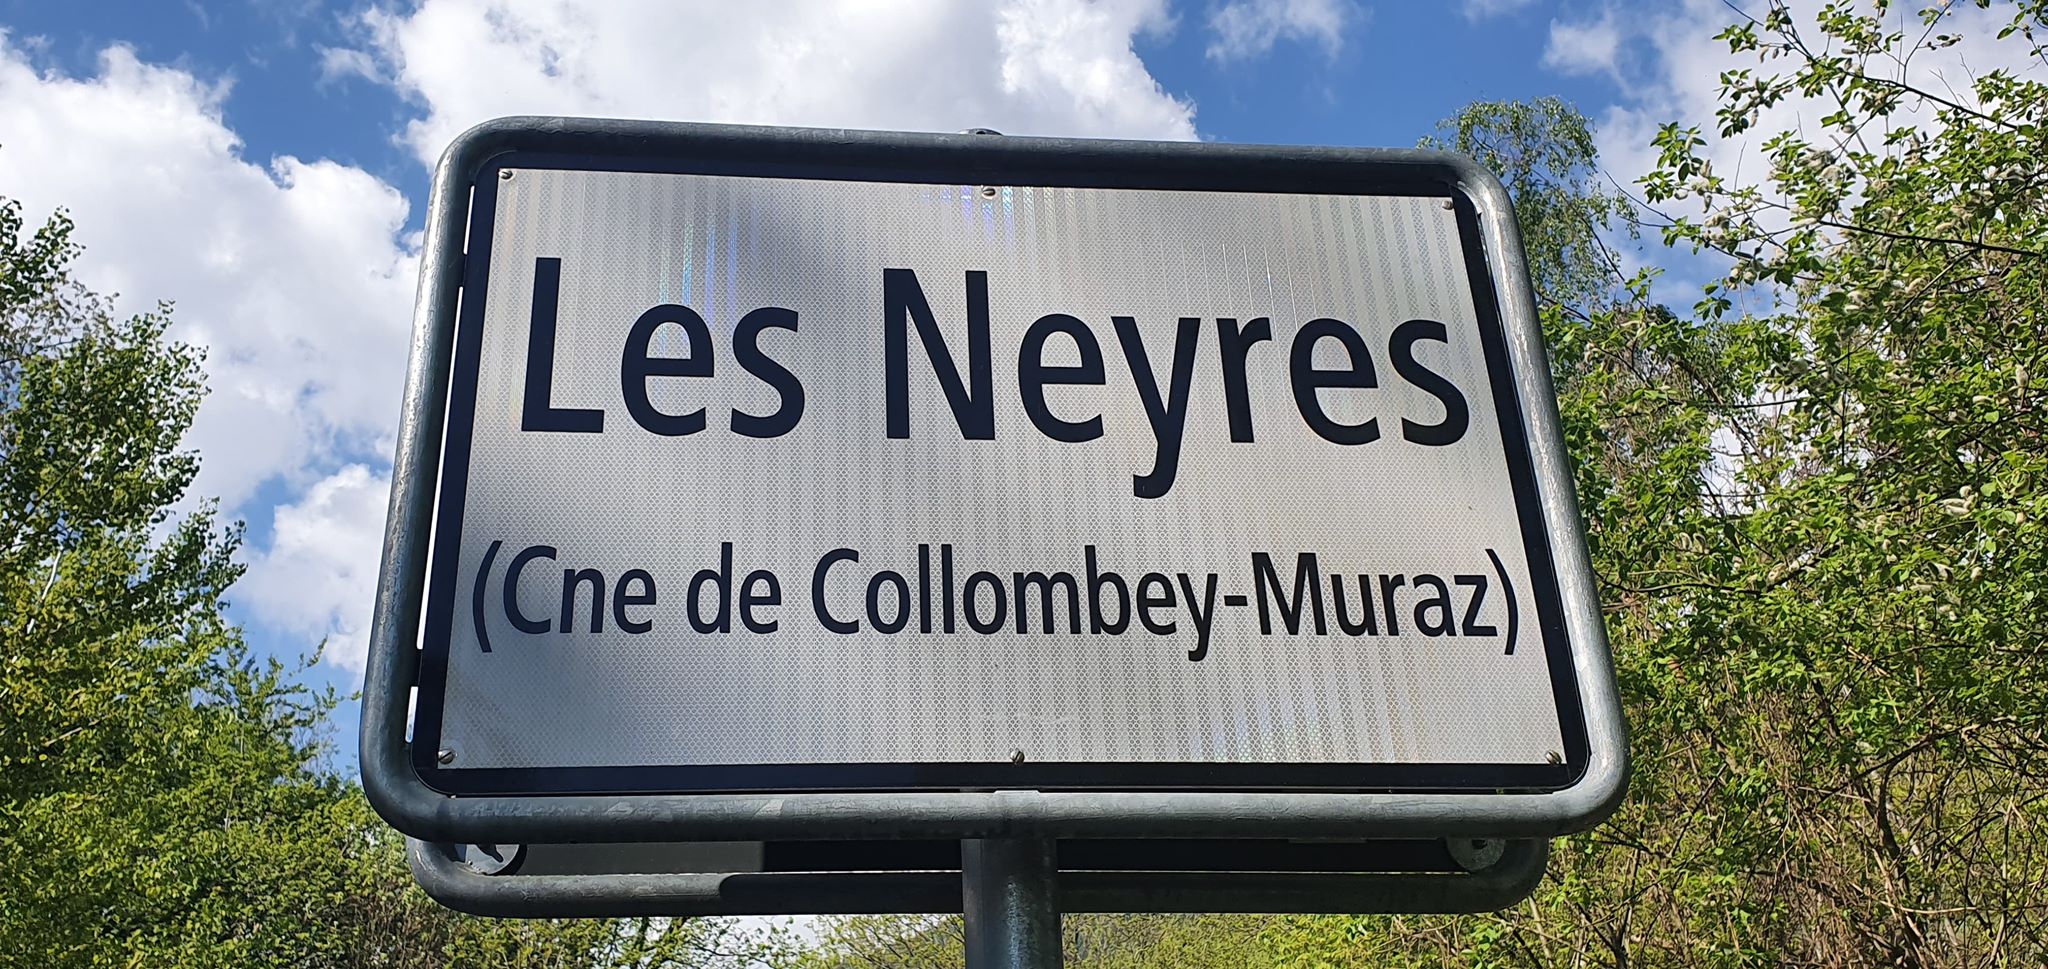 Les Neyres
(Cne de Collombey-Muraz)